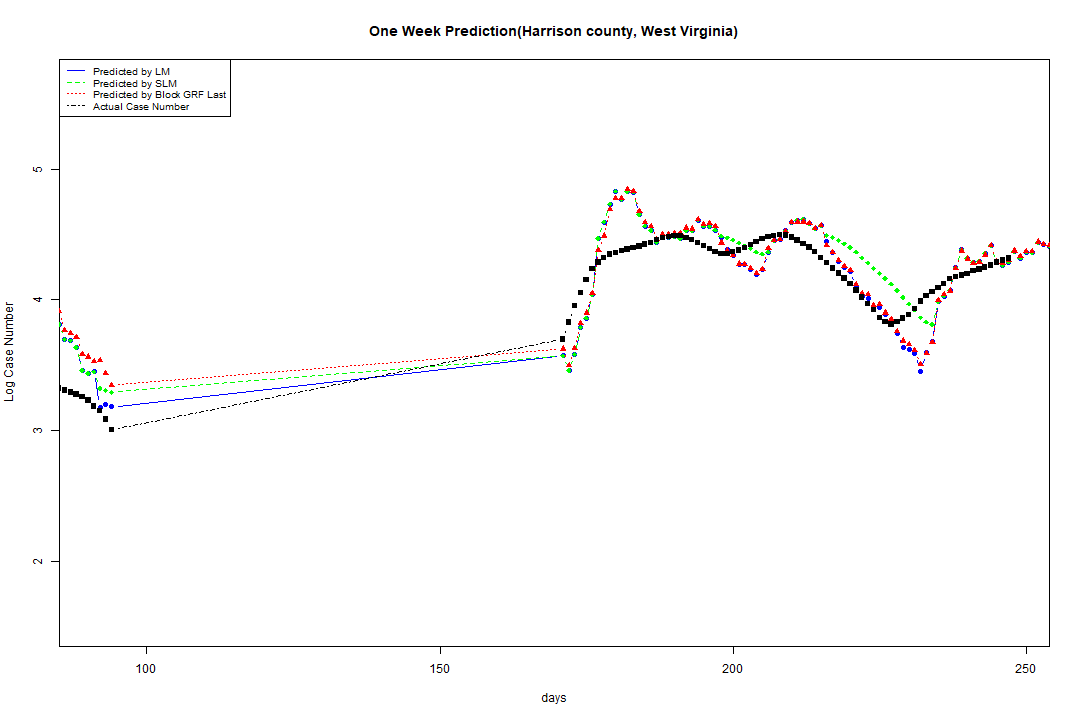 One Week Prediction(Harrison county, West Virginia)
Predicted by LM
Predicted by SLM
Predicted by Block GRF Last
Actual Case Number
Log Case Number
5
4
3
2
100
150
200
250
days